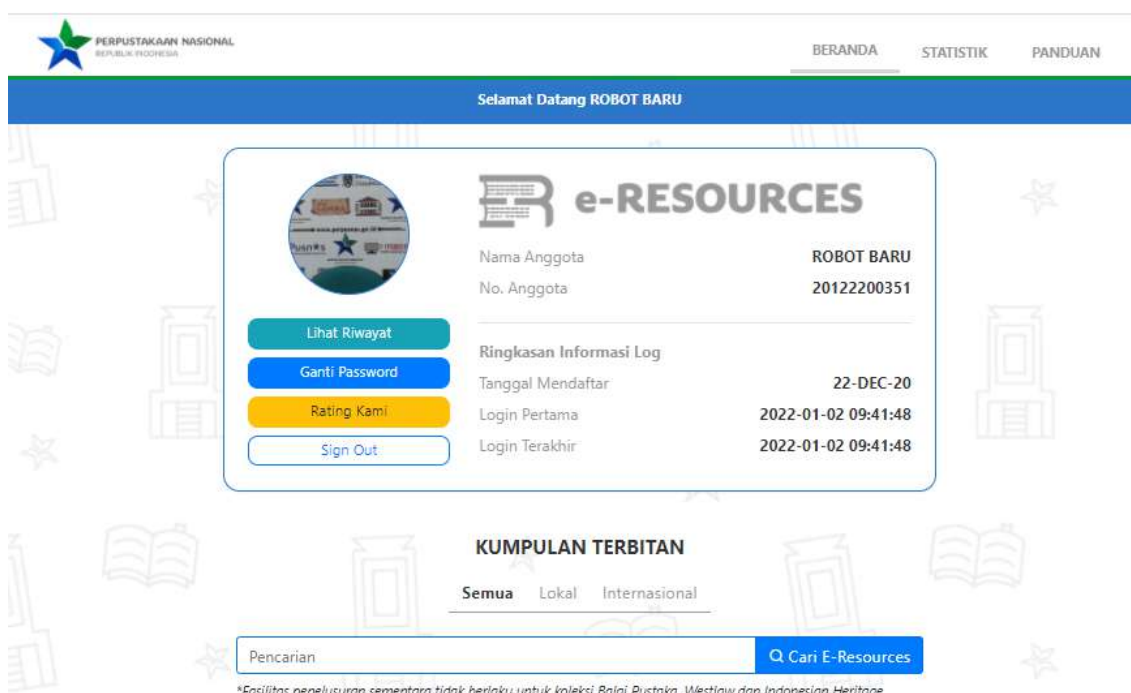 PERPUSTAKAAN NASIONAL
REPUBLIK INDONESIA
BERANDA STATISTIK PANDUAN
Selamat Datang ROBOT BARU
e-RESOURCES
Nama Anggota ROBOT BARU
No. Anggota 20122200351
Lihat Riwayat
Ganti Password
Rating Kami
Sign Out
Ringkasan Informasi Log
Tanggal Mendaftar 22-DEC-20
Login Pertama 2022-01-02 09:41:48
Login Terakhir 2022-01-02 09:41:48
KUMPULAN TERBITAN
Semua Lokal Internasional
Pencarian Cari E-Resources
*Fasilitas penelusuran sementara tidak berlaku untuk koleksi Balai Pustaka, Westlaw dan Indonesian Heritage